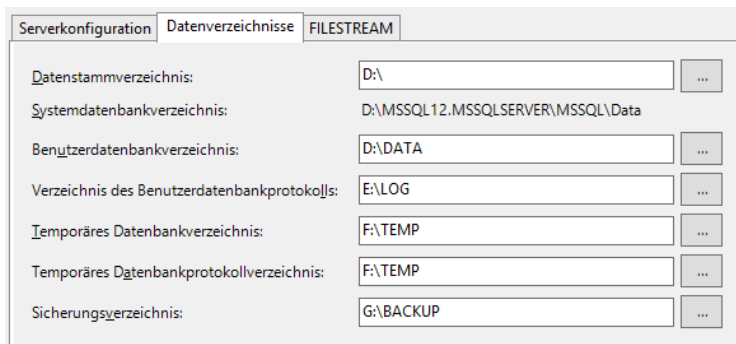 Serverkonfiguration Datenverzeichnisse FILESTREAM
Datenstammverzeichnis: D:\ ...
Systemdatenbankverzeichnis: D:\MSSQL12.MSSQLSERVER\MSSQL\Data
Benutzerdatenbankverzeichnis: D:\DATA ...
Verzeichnis des Benutzerdatenbankprotokolls: E:\LOG ...
Temporäres Datenbankverzeichnis: F:\TEMP ...
Temporäres Datenbankprotokollverzeichnis: F:\TEMP ...
Sicherungsverzeichnis: G:\BACKUP ...